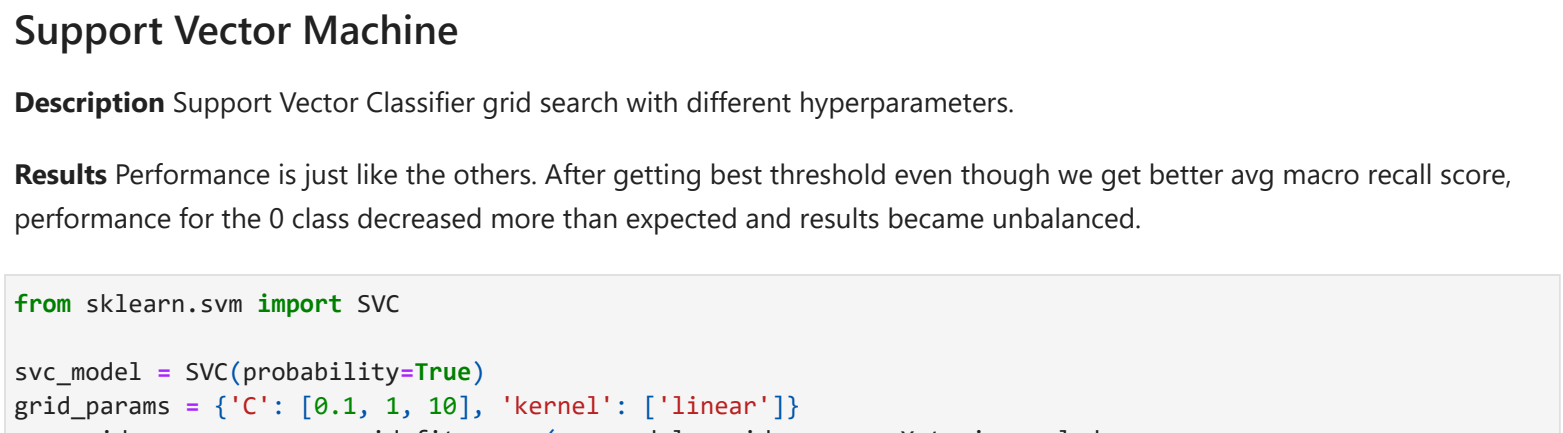 Support Vector Machine
Description Support Vector Classifier grid search with different hyperparameters.
Results Performance is just like the others. After getting best threshold even though we get better avg macro recall score,
performance for the 0 class decreased more than expected and results became unbalanced.
from sklearn.svm import SVC
svc_model = SVC(probability=True)
grid_params = {'C': [0.1, 1, 10], 'kernel': ['linear']}